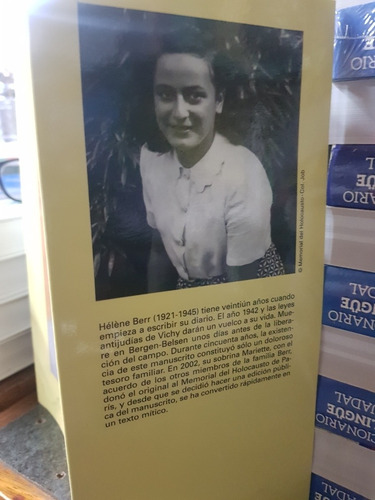 © Memorial del Holocausto-Col. Job
Hélène Berr (1921-1945) tiene veintiún años cuando
empieza a escribir su diario. El año 1942 y las leyes
antijudías de Vichy darán un vuelco a su vida. Mue-
re en Bergen-Belsen unos días antes de la libera-
ción del campo. Durante cincuenta años, la existen-
cia de este manuscrito constituyó sólo un doloroso
tesoro familiar. En 2002, su sobrina Mariette, con el
acuerdo de los otros miembros de la familia Berr,
donó el original al Memorial del Holocausto de Pa-
rís, y desde que se decidió hacer una edición públi-
ca del manuscrito, se ha convertido rápidamente en
un texto mítico.